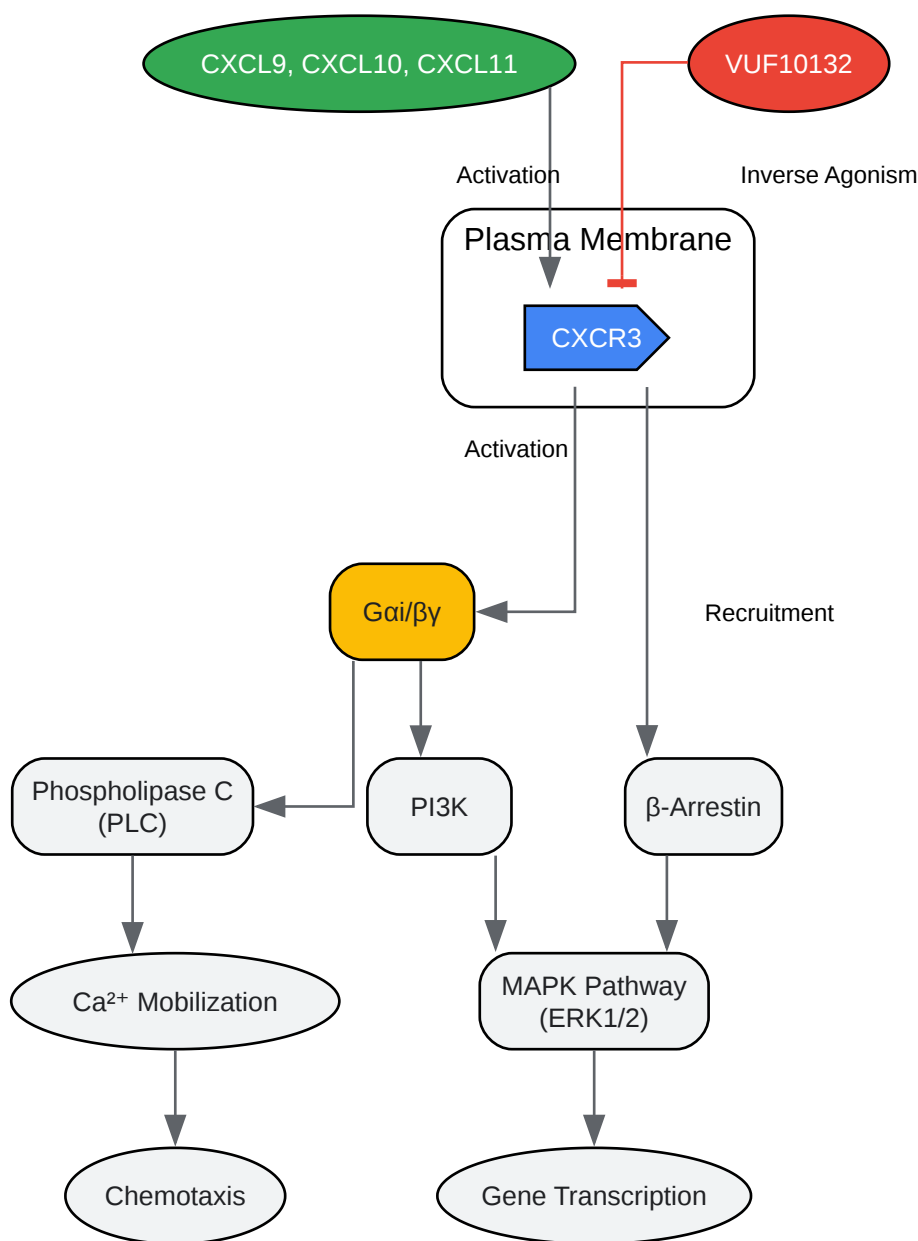 CXCL9, CXCL10, CXCL11
VUF10132
Activation
Inverse Agonism
Plasma Membrane
CXCR3
Activation
Gαi/βγ
Recruitment
Phospholipase C
(PLC)
PI3K
β-Arrestin
Ca²⁺ Mobilization
MAPK Pathway
(ERK1/2)
Chemotaxis
Gene Transcription